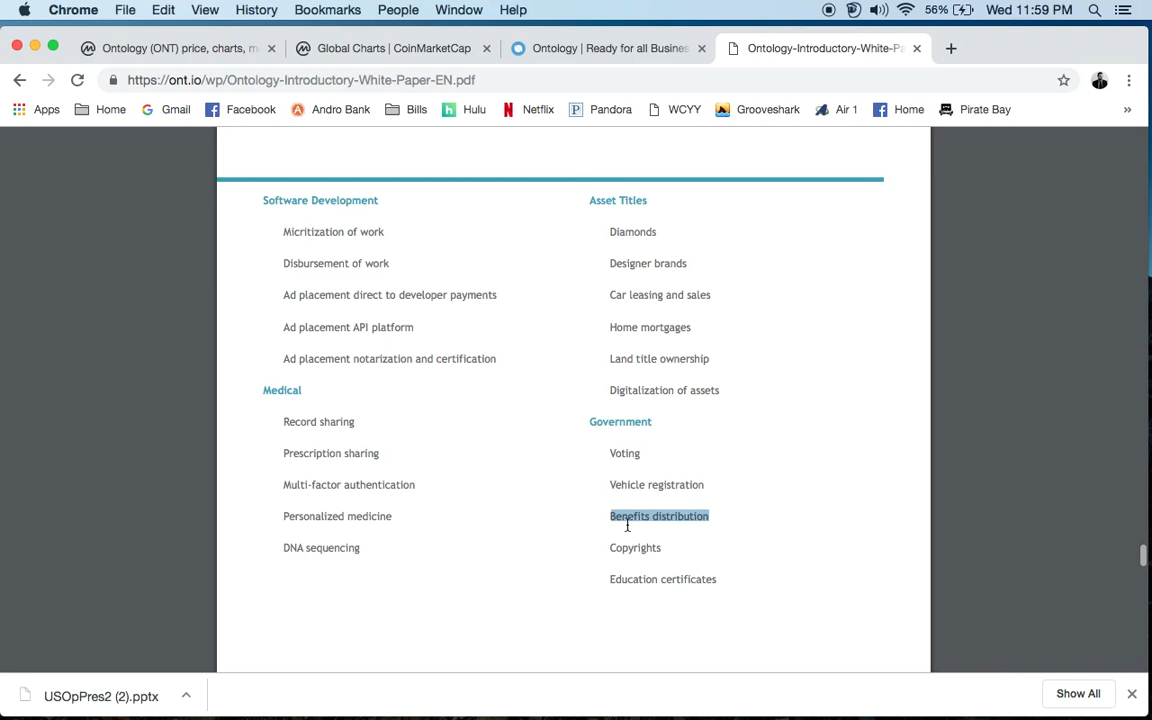 Chrome File Edit View History Bookmarks People Window Help 56% Wed 11:59 PM
Ontology (ONT) price, charts, m
Global Charts | CoinMarketCap
Ontology | Ready for all Busines
Ontology-Introductory-White-Pa
https://ont.io/wp/Ontology-Introductory-White-Paper-EN.pdf
Apps Home Gmail Facebook Andro Bank Bills Hulu Netflix Pandora WCYY Grooveshark Air 1 Home Pirate Bay »
Software Development
Micritization of work
Disbursement of work
Ad placement direct to developer payments
Ad placement API platform
Ad placement notarization and certification
Medical
Record sharing
Prescription sharing
Multi-factor authentication
Personalized medicine
DNA sequencing
Asset Titles
Diamonds
Designer brands
Car leasing and sales
Home mortgages
Land title ownership
Digitalization of assets
Government
Voting
Vehicle registration
Benefits distribution
Copyrights
Education certificates
USOpPres2 (2).pptx
Show All